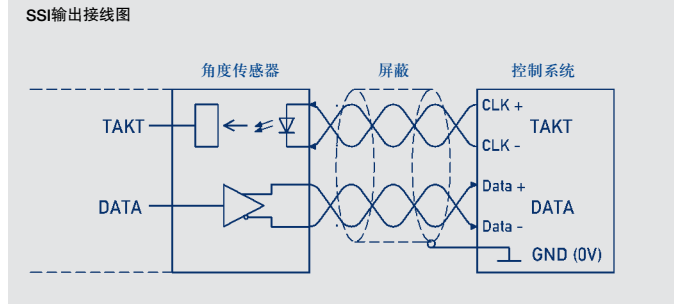 SSI输出接线图
角度传感器
屏蔽
控制系统
TAKT
CLK +
TAKT
CLK -
DATA
Data +
DATA
Data -
GND (0V)